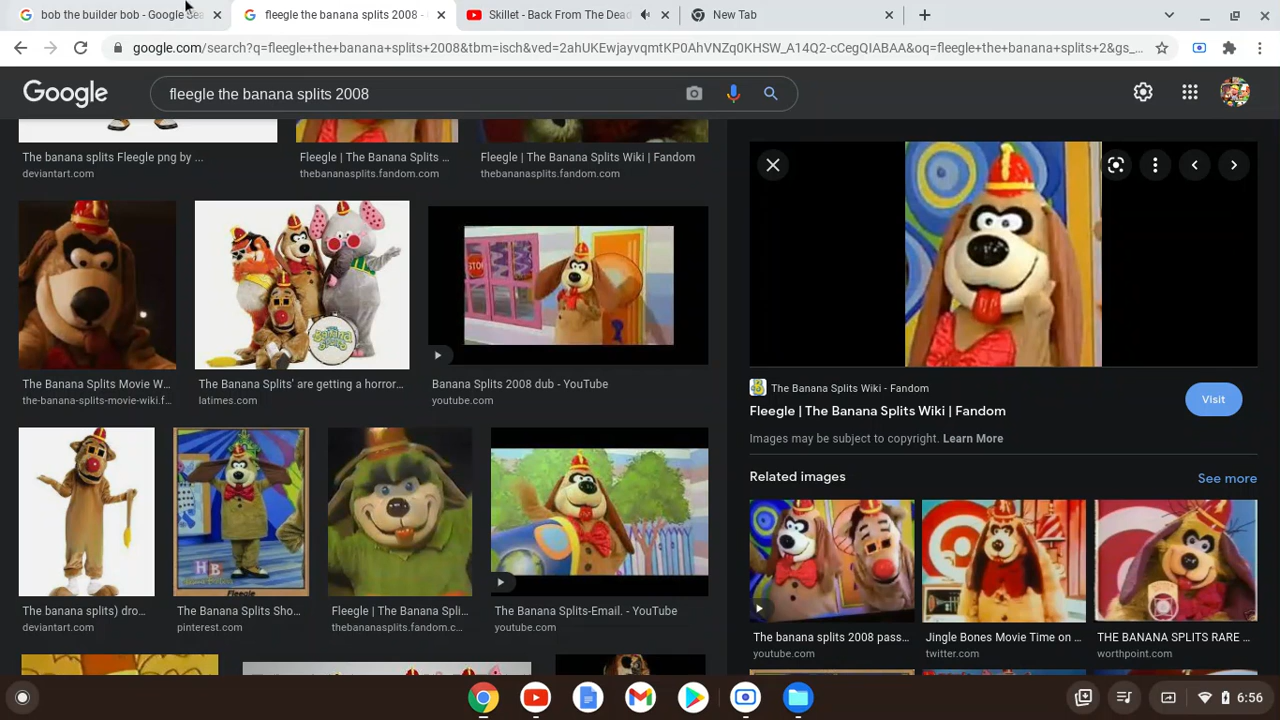 bob the builder bob - Google Sea
fleegle the banana splits 2008 -
Skillet - Back From The Dead
New Tab
google.com/search?q=fleegle+the+banana+splits+2008&tbm=isch&ved=2ahUKEwjayvqmtKP0AhVNZq0KHSW_A14Q2-cCegQIABAA&oq=fleegle+the+banana+splits+2&gs_...
Google
fleegle the banana splits 2008
The banana splits Fleegle png by ...
deviantart.com
Fleegle | The Banana Splits ...
thebananasplits.fandom.com
Fleegle | The Banana Splits Wiki | Fandom
thebananasplits.fandom.com
STOP
THE
BANANA
SPLITS
The Banana Splits Movie W...
the-banana-splits-movie-wiki.f...
The Banana Splits' are getting a horror...
latimes.com
Banana Splits 2008 dub - YouTube
youtube.com
The Banana Splits Wiki - Fandom
Visit
Fleegle | The Banana Splits Wiki | Fandom
Images may be subject to copyright. Learn More
Related images
See more
HB
Fleegle
The banana splits) dro...
deviantart.com
The Banana Splits Sho...
pinterest.com
Fleegle | The Banana Spli...
thebananasplits.fandom.c...
The Banana Splits-Email. - YouTube
youtube.com
The banana splits 2008 pass...
youtube.com
Jingle Bones Movie Time on ...
twitter.com
THE BANANA SPLITS RARE ...
worthpoint.com
6:56